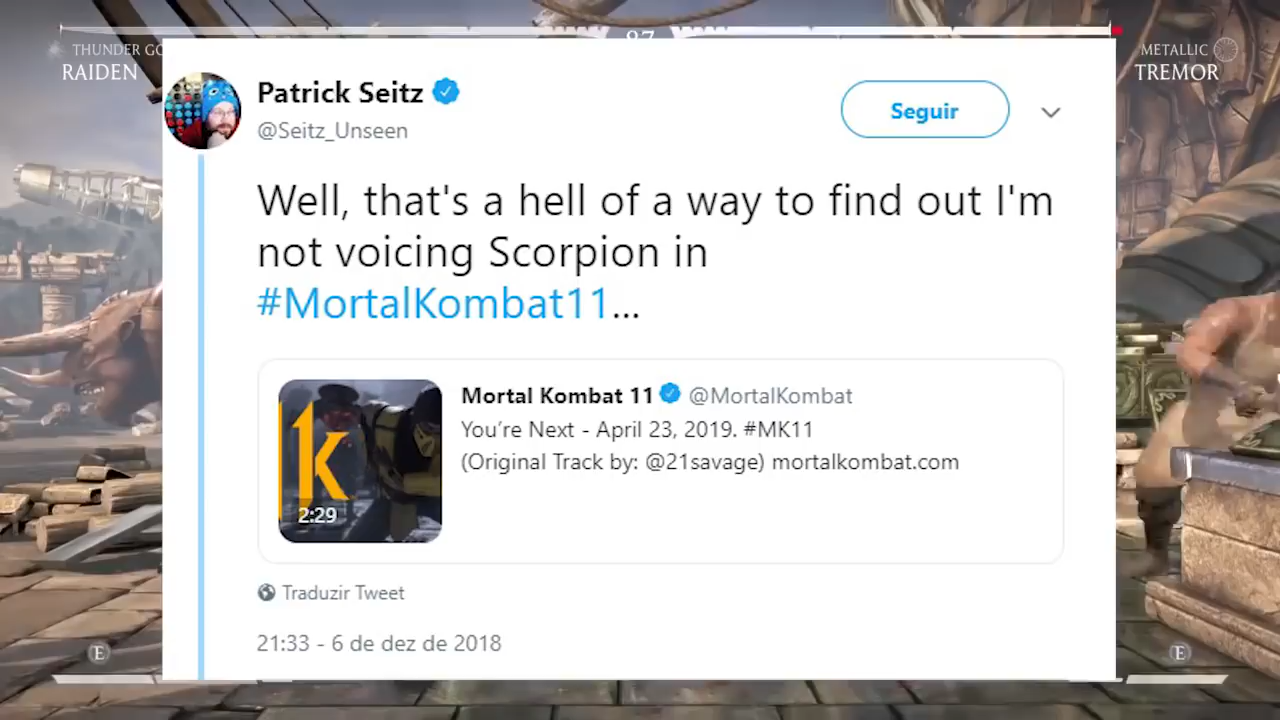 THUNDER GO
RAIDEN
87
METALLIC
TREMOR
Patrick Seitz
@Seitz_Unseen
Seguir
Well, that's a hell of a way to find out I'm
not voicing Scorpion in
#MortalKombat11...
Mortal Kombat 11 @MortalKombat
You're Next - April 23, 2019. #MK11
(Original Track by: @21savage) mortalkombat.com
1k
2:29
Traduzir Tweet
21:33 - 6 de dez de 2018
E
E